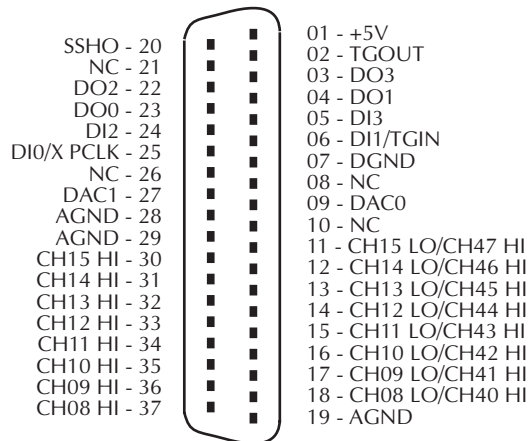 SSHO - 20
NC - 21
DO2 - 22
DO0 - 23
DI2 - 24
DI0/X PCLK - 25
NC - 26
DAC1 - 27
AGND - 28
AGND - 29
CH15 HI - 30
CH14 HI - 31
CH13 HI - 32
CH12 HI - 33
CH11 HI - 34
CH10 HI - 35
CH09 HI - 36
CH08 HI - 37
01 - +5V
02 - TGOUT
03 - DO3
04 - DO1
05 - DI3
06 - DI1/TGIN
07 - DGND
08 - NC
09 - DAC0
10 - NC
11 - CH15 LO/CH47 HI
12 - CH14 LO/CH46 HI
13 - CH13 LO/CH45 HI
14 - CH12 LO/CH44 HI
15 - CH11 LO/CH43 HI
16 - CH10 LO/CH42 HI
17 - CH09 LO/CH41 HI
18 - CH08 LO/CH40 HI
19 - AGND